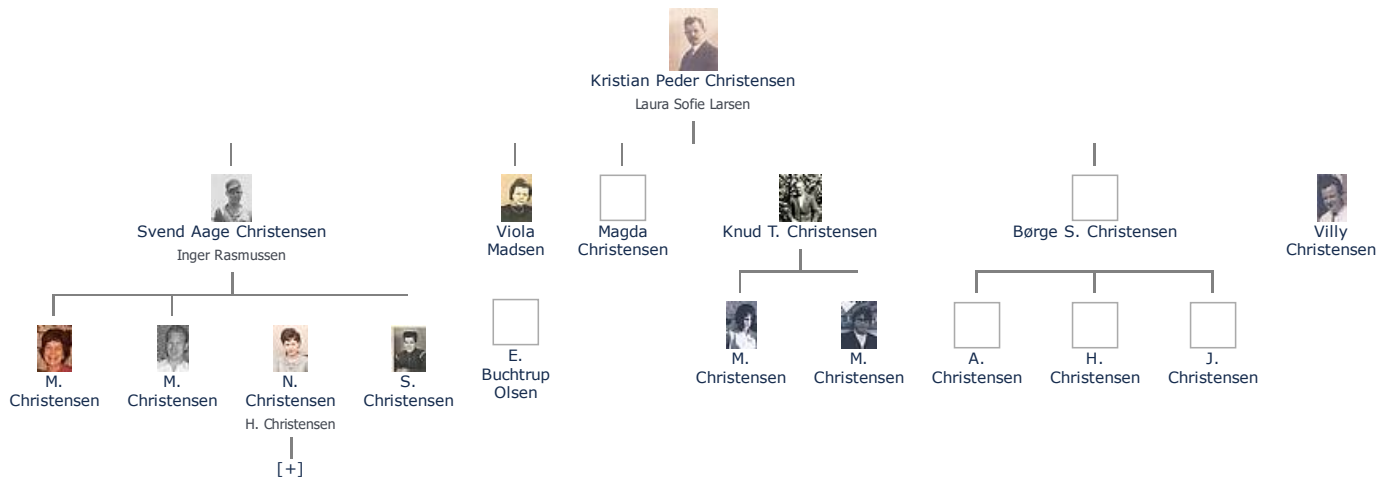 Kristian Peder Christensen
Laura Sofie Larsen
Svend Aage Christensen
Inger Rasmussen
Viola
Madsen
Magda
Christensen
Knud T. Christensen
Børge S. Christensen
Villy
Christensen
M.
Christensen
M.
Christensen
N.
Christensen
H. Christensen
[+]
S.
Christensen
E.
Buchtrup
Olsen
M.
Christensen
M.
Christensen
A.
Christensen
H.
Christensen
J.
Christensen